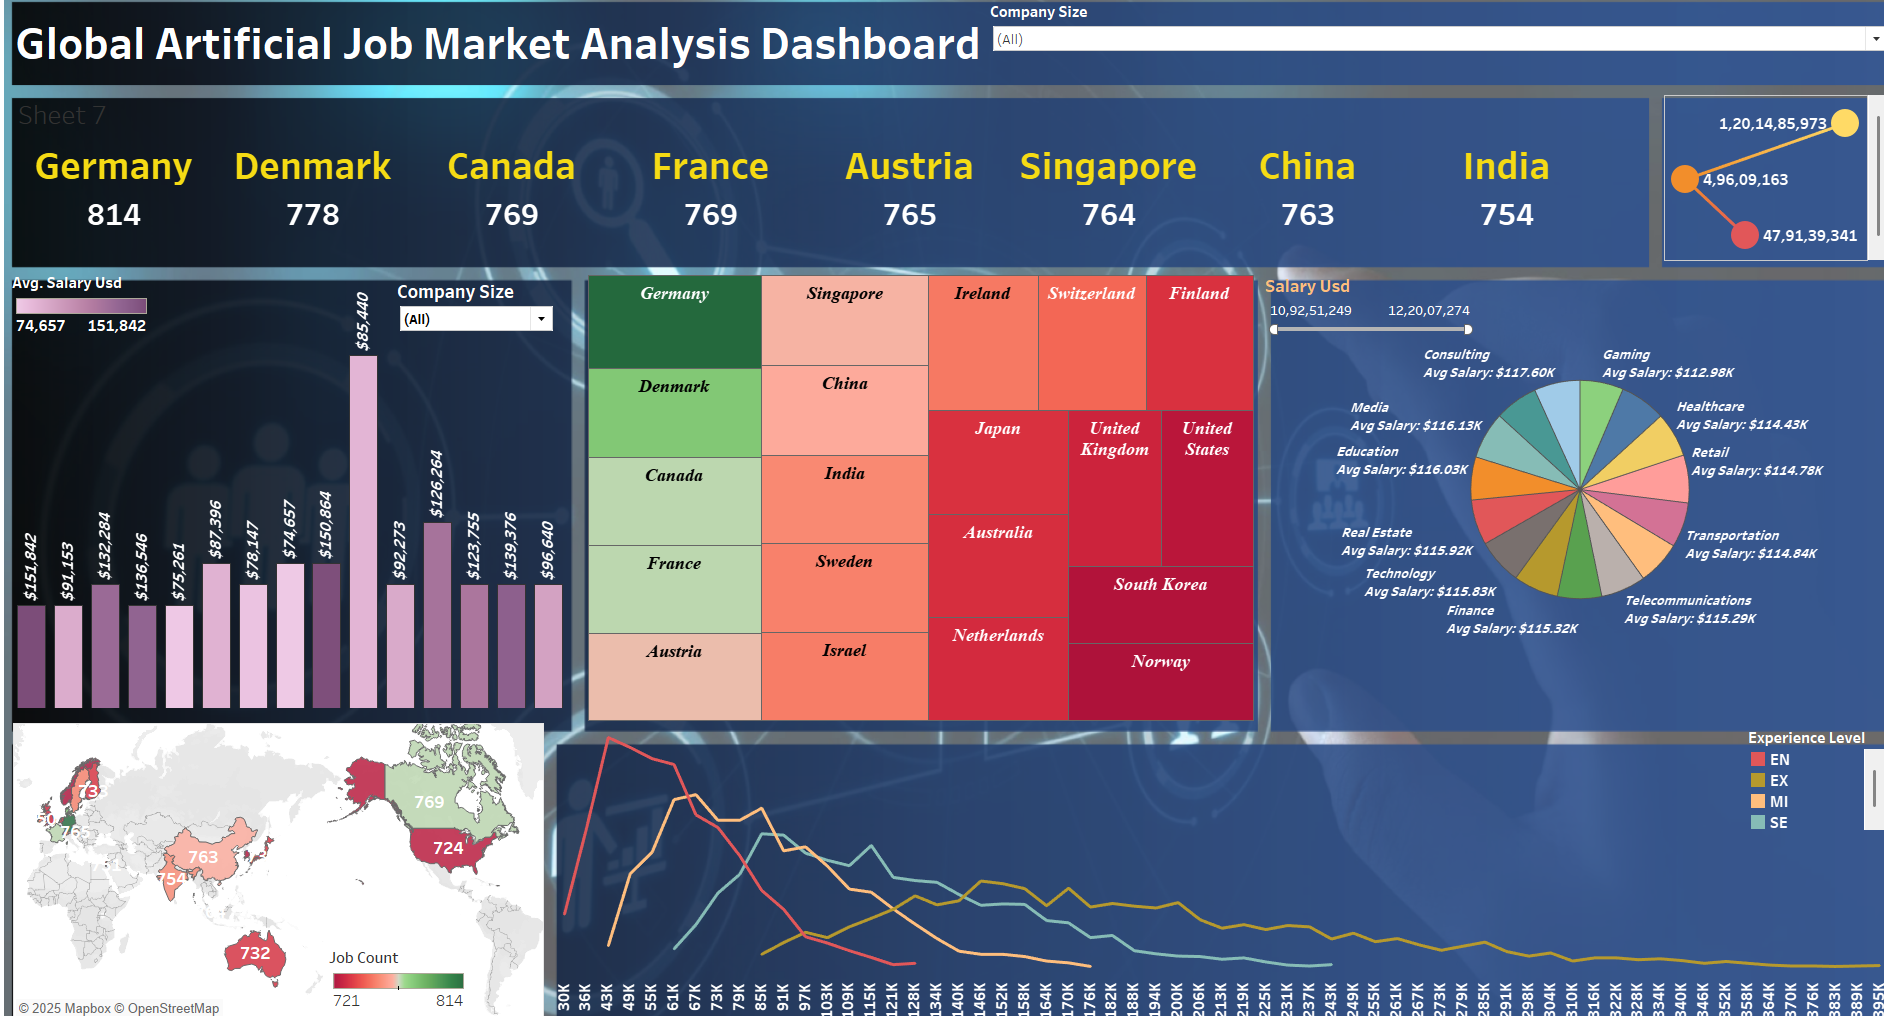 Global Artificial Job Market Analysis Dashboard
Company Size
(All)
Sheet 7
Germany Denmark Canada France Austria Singapore China India
814 778 769 769 765 764 763 754
1,20,14,85,973
4,96,09,163
47,91,39,341
Avg. Salary Usd
74,657 151,842
Company Size
(All)
$151,842
$91,153
$132,284
$136,546
$75,261
$87,396
$78,147
$74,657
$150,864
$85,440
$92,273
$126,264
$123,755
$139,376
$96,640
Germany
Denmark
Canada
France
Austria
Singapore
China
India
Sweden
Israel
Ireland
Switzerland
Finland
Japan
Australia
Netherlands
United
Kingdom
United
States
South Korea
Norway
Salary Usd
10,92,51,249 12,20,07,274
Consulting
Avg Salary: $117.60K
Gaming
Avg Salary: $112.98K
Media
Avg Salary: $116.13K
Healthcare
Avg Salary: $114.43K
Education
Avg Salary: $116.03K
Retail
Avg Salary: $114.78K
Real Estate
Avg Salary: $115.92K
Transportation
Avg Salary: $114.84K
Technology
Avg Salary: $115.83K
Telecommunications
Avg Salary: $115.29K
Finance
Avg Salary: $115.32K
769
724
763
754
732
Job Count
721 814
© 2025 Mapbox © OpenStreetMap
Experience Level
EN
EX
MI
SE
30K
36K
43K
49K
55K
61K
67K
73K
79K
85K
91K
97K
103K
109K
115K
121K
128K
134K
140K
146K
152K
158K
164K
170K
176K
182K
188K
194K
200K
206K
213K
219K
225K
231K
237K
243K
249K
255K
261K
267K
273K
279K
285K
291K
298K
304K
310K
316K
322K
328K
334K
340K
346K
352K
358K
364K
370K
376K
383K
389K
395K